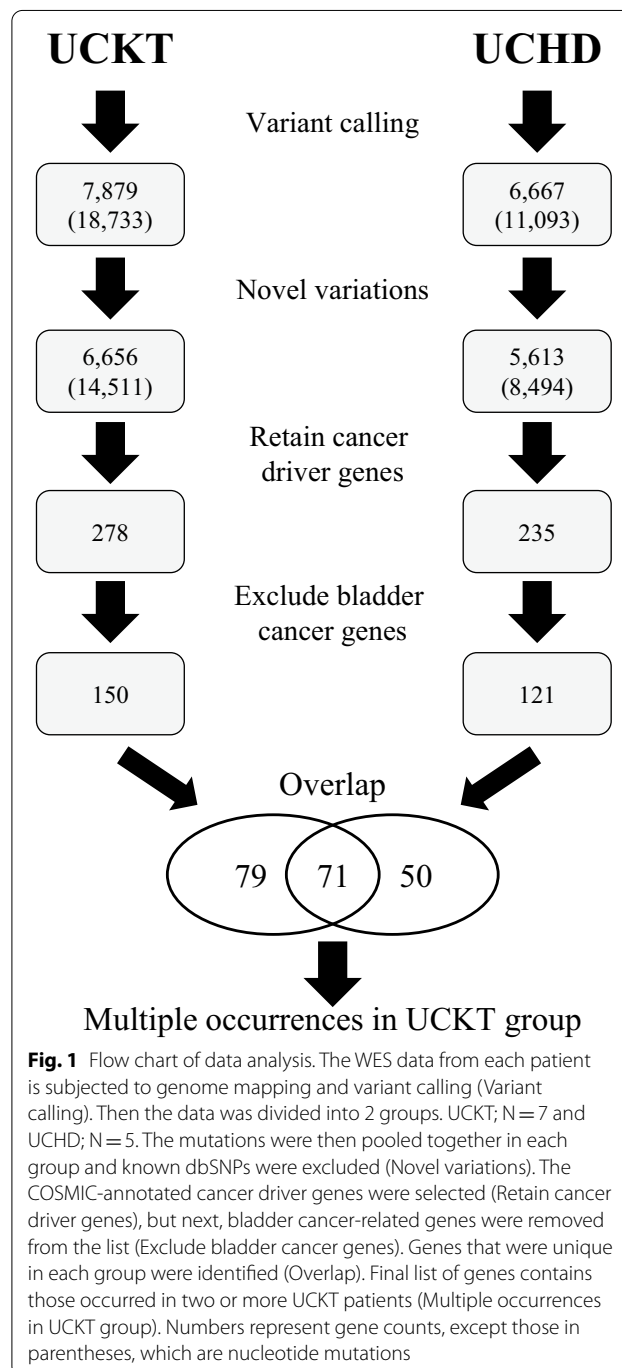 UCKT UCHD
Variant calling
7,879 6,667
(18,733) (11,093)
Novel variations
6,656 5,613
(14,511) (8,494)
Retain cancer
driver genes
278 235
Exclude bladder
cancer genes
150 121
Overlap
79 71 50
Multiple occurrences in UCKT group
Fig. 1 Flow chart of data analysis. The WES data from each patient
is subjected to genome mapping and variant calling (Variant
calling). Then the data was divided into 2 groups. UCKT; N = 7 and
UCHD; N = 5. The mutations were then pooled together in each
group and known dbSNPs were excluded (Novel variations). The
COSMIC-annotated cancer driver genes were selected (Retain cancer
driver genes), but next, bladder cancer-related genes were removed
from the list (Exclude bladder cancer genes). Genes that were unique
in each group were identified (Overlap). Final list of genes contains
those occurred in two or more UCKT patients (Multiple occurrences
in UCKT group). Numbers represent gene counts, except those in
parentheses, which are nucleotide mutations